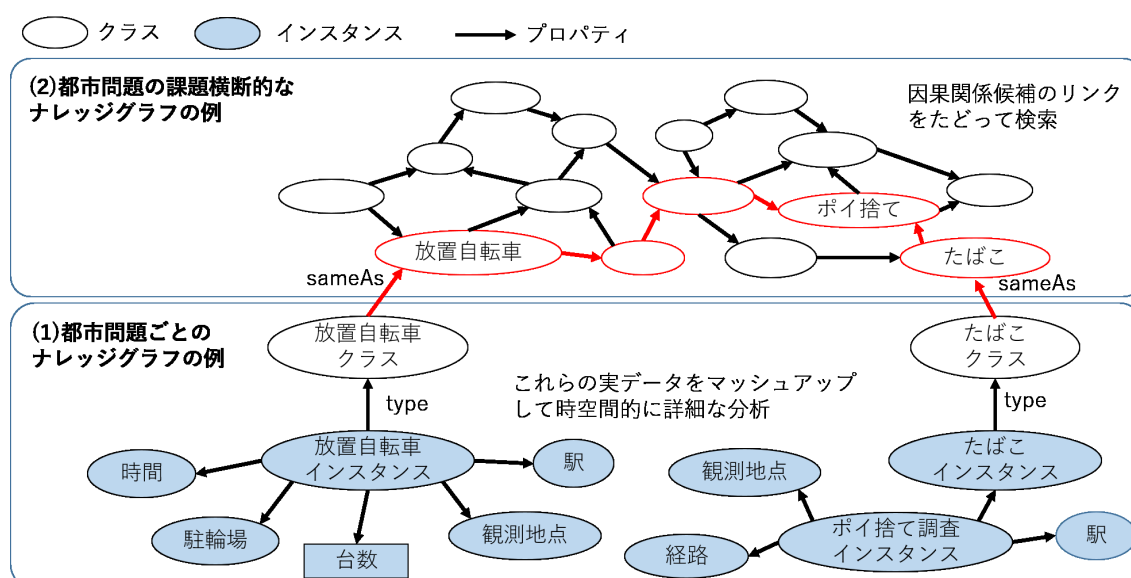 クラス
インスタンス
プロパティ
(2)都市問題の課題横断的な
ナレッジグラフの例
因果関係候補のリンク
をたどって検索
ポイ捨て
放置自転車
たばこ
sameAs
sameAs
(1)都市問題ごとの
ナレッジグラフの例
放置自転車
クラス
たばこ
クラス
これらの実データをマッシュアップ
して時空間的に詳細な分析
type
type
放置自転車
インスタンス
たばこ
インスタンス
時間
駅
観測地点
駐輪場
台数
観測地点
経路
ポイ捨て調査
インスタンス
駅